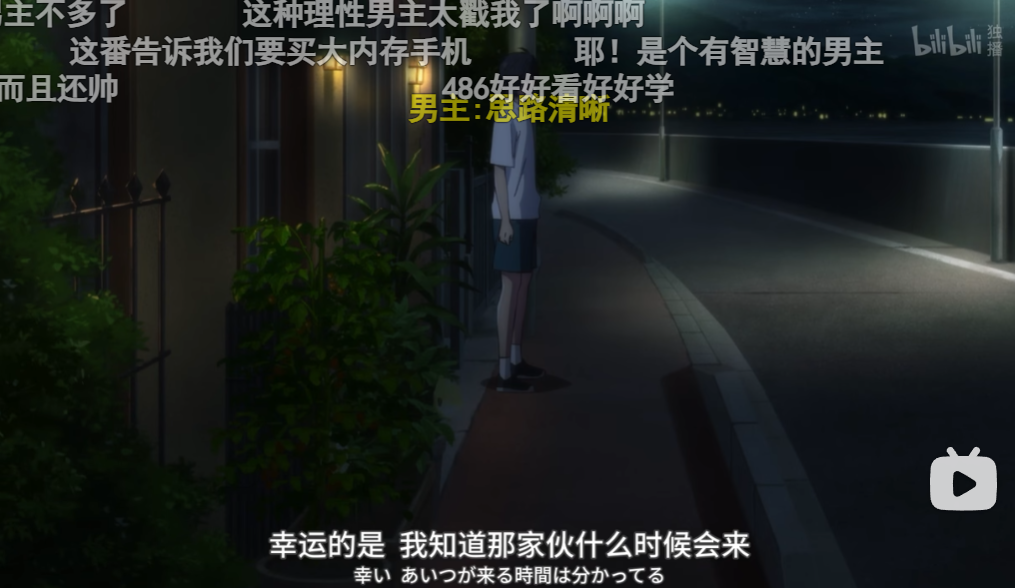 主不多了
这种理性男主太戳我了啊啊啊
这番告诉我们要买大内存手机
耶！是个有智慧的男主
bilibili 独播
而且还帅
486好好看好好学
男主:思路清晰
幸运的是 我知道那家伙什么时候会来
幸い あいつが来る時間は分かってる